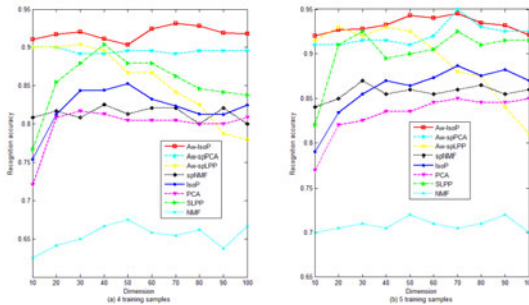 0.95
0.9
0.85
0.8
0.75
0.7
0.65
Recognition accuracy
Aw-IsoP
Aw-spPCA
Aw-spLPP
spNMF
IsoP
PCA
SLPP
NMF
10 20 30 40 50 60 70 80 90 100
Dimension
(a) 4 training samples
0.95
0.9
0.85
0.8
0.75
0.7
0.65
Recognition accuracy
Aw-IsoP
Aw-spPCA
Aw-spLPP
spNMF
IsoP
PCA
SLPP
NMF
10 20 30 40 50 60 70 80 90 100
Dimension
(b) 5 training samples